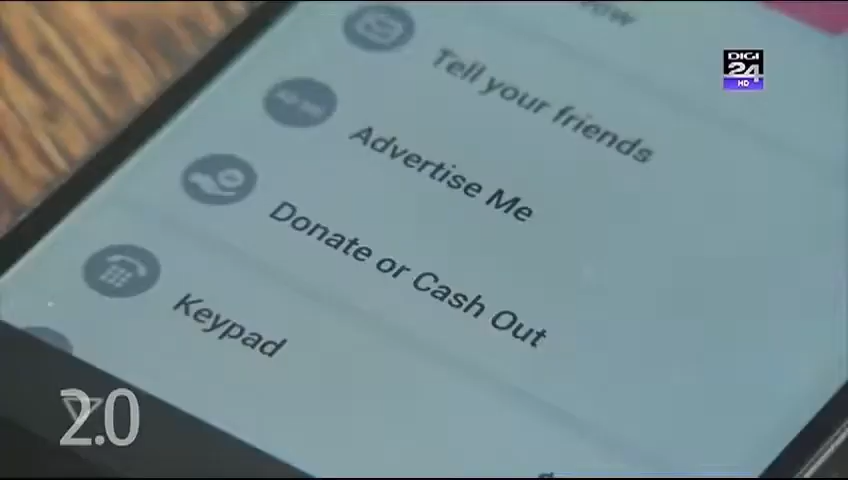 DIGI
24
HD
Tell your friends
Advertise Me
Donate or Cash Out
Keypad
2.0